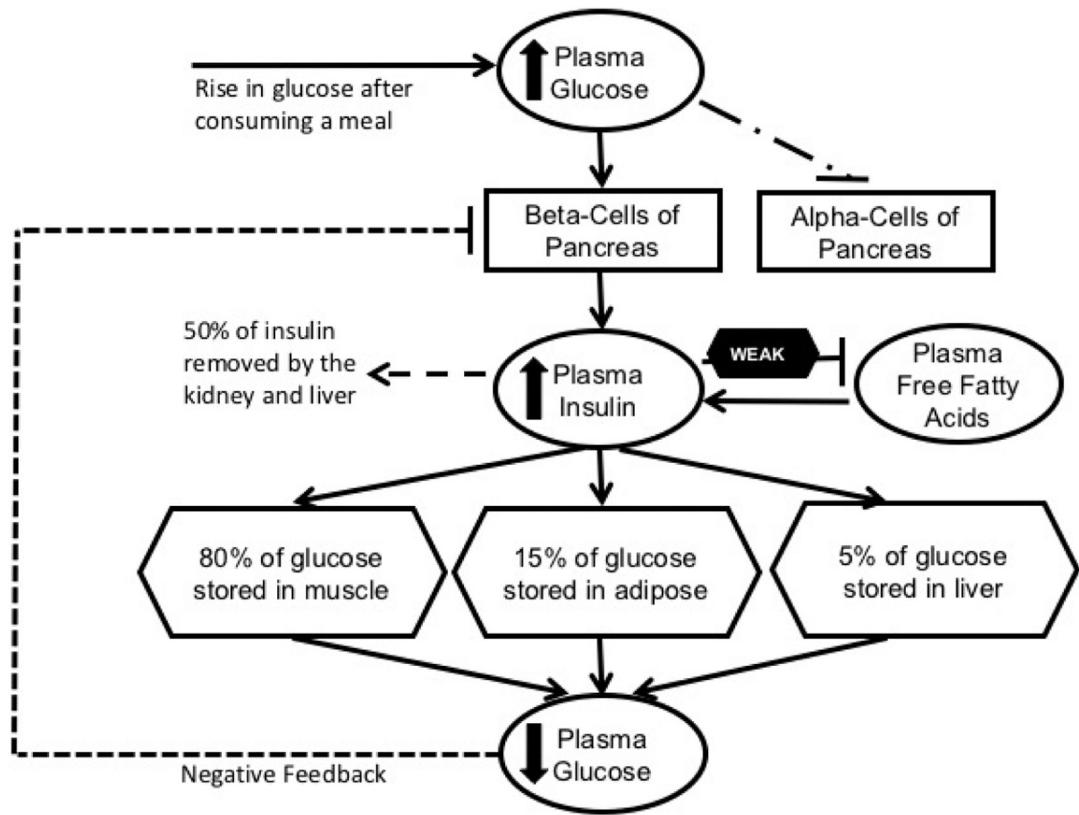 Plasma
Glucose
Rise in glucose after
consuming a meal
Beta-Cells of
Pancreas
Alpha-Cells of
Pancreas
50% of insulin
removed by the
kidney and liver
Plasma
Insulin
WEAK
Plasma
Free Fatty
Acids
80% of glucose
stored in muscle
15% of glucose
stored in adipose
5% of glucose
stored in liver
Plasma
Glucose
Negative Feedback